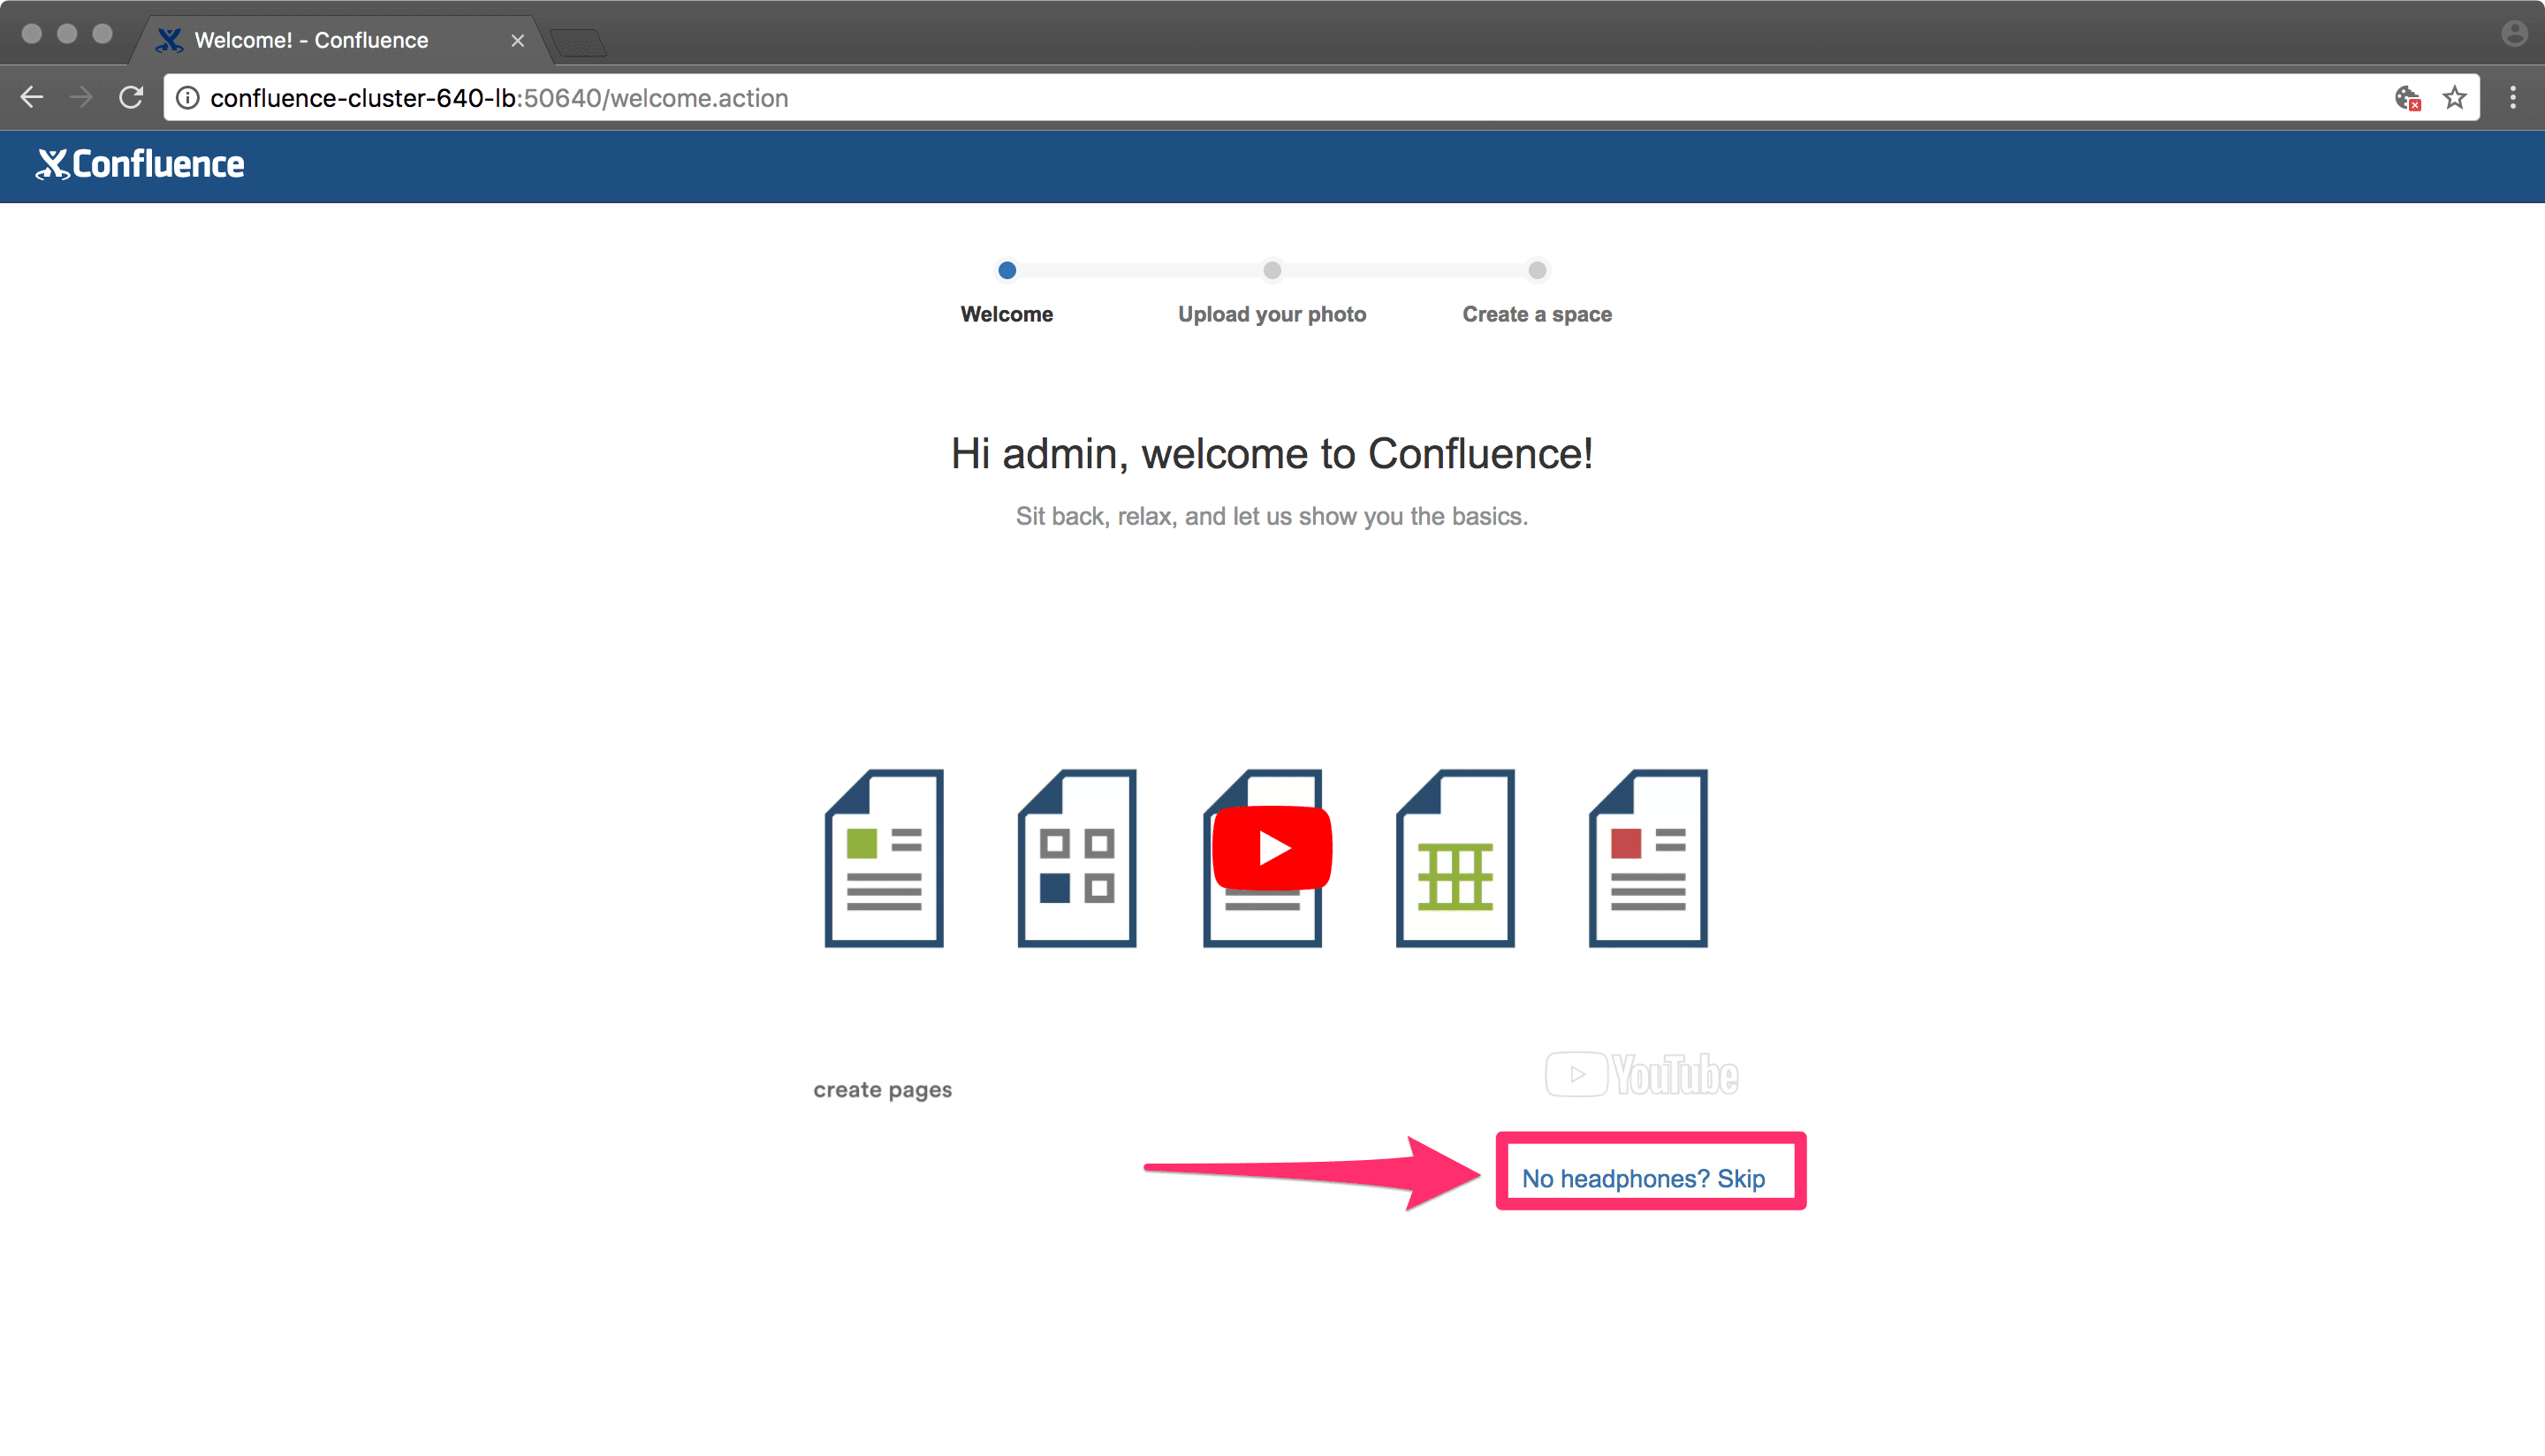 Welcome! - Confluence
confluence-cluster-640-lb:50640/welcome.action
Confluence
Welcome
Upload your photo
Create a space
Hi admin, welcome to Confluence!
Sit back, relax, and let us show you the basics.
create pages
YouTube
No headphones? Skip